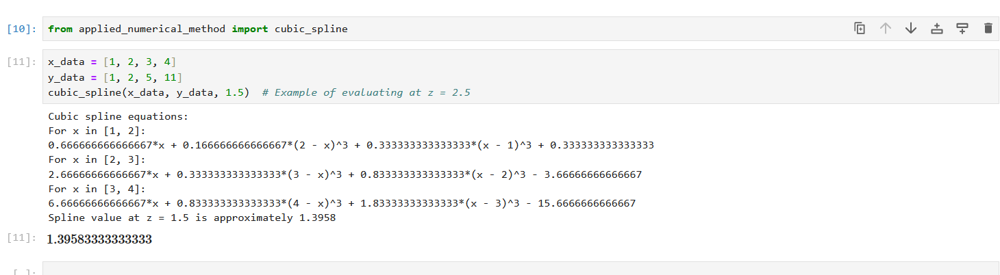 [10]: from applied_numerical_method import cubic_spline
[11]: x_data = [1, 2, 3, 4]
y_data = [1, 2, 5, 11]
cubic_spline(x_data, y_data, 1.5)  # Example of evaluating at z = 2.5
Cubic spline equations:
For x in [1, 2]:
0.666666666666667*x + 0.166666666666667*(2 - x)^3 + 0.333333333333333*(x - 1)^3 + 0.333333333333333
For x in [2, 3]:
2.66666666666667*x + 0.333333333333333*(3 - x)^3 + 0.833333333333333*(x - 2)^3 - 3.66666666666667
For x in [3, 4]:
6.66666666666667*x + 0.833333333333333*(4 - x)^3 + 1.83333333333333*(x - 3)^3 - 15.6666666666667
Spline value at z = 1.5 is approximately 1.3958
[11]: 1.39583333333333
[ ]: